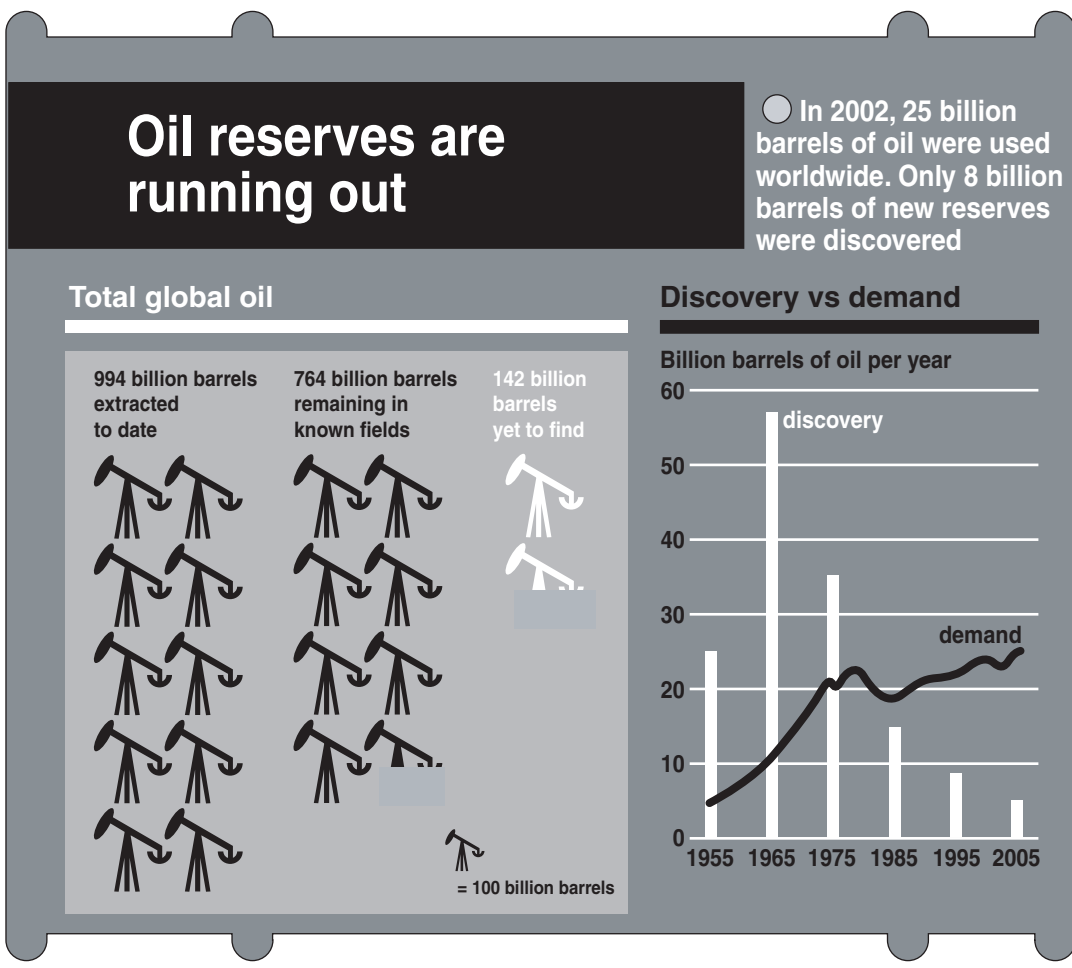 Oil reserves are
running out
In 2002, 25 billion
barrels of oil were used
worldwide. Only 8 billion
barrels of new reserves
were discovered
Total global oil
994 billion barrels
extracted
to date
764 billion barrels
remaining in
known fields
142 billion
barrels
yet to find
= 100 billion barrels
Discovery vs demand
Billion barrels of oil per year
60
discovery
50
40
30
demand
20
10
0
1955 1965 1975 1985 1995 2005